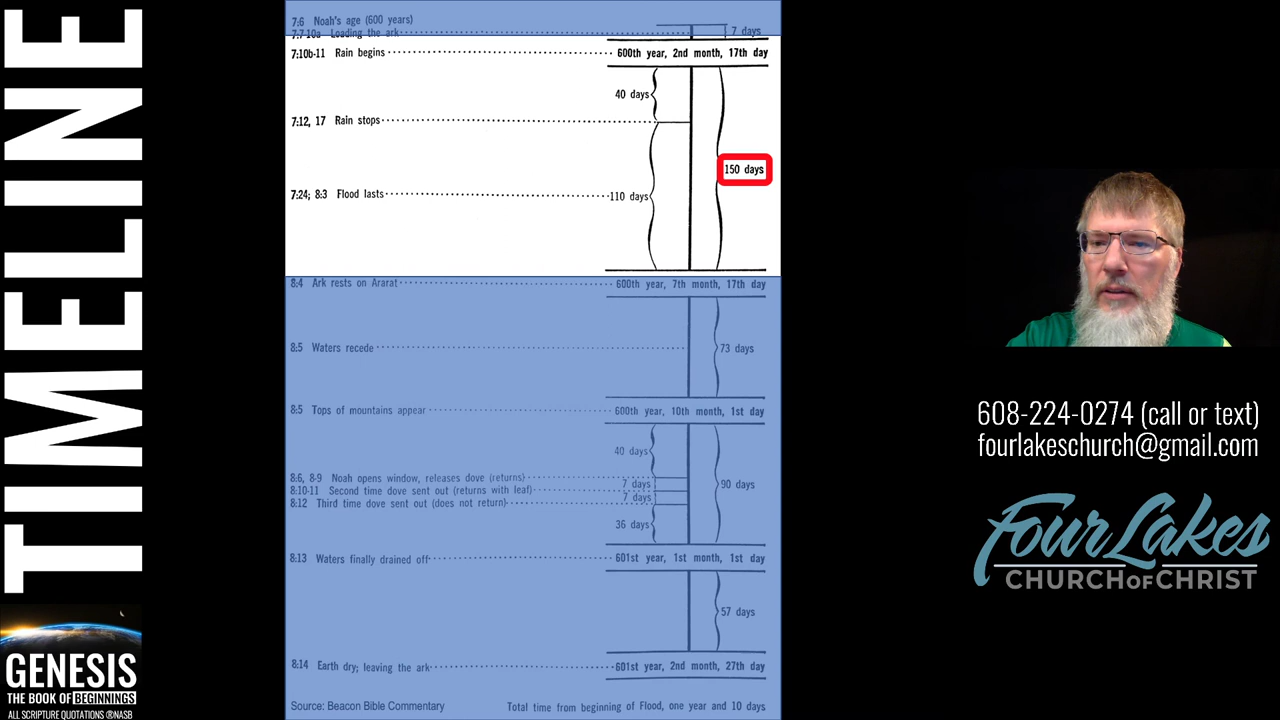 TIMELINE
GENESIS
THE BOOK OF BEGINNINGS
ALL SCRIPTURE QUOTATIONS @NASB
7:6 Noah's age (600 years)
7:7-10a Loading the ark
7 days
7:10b-11 Rain begins 600th year, 2nd month, 17th day
40 days
7:12, 17 Rain stops
150 days
7:24; 8:3 Flood lasts 110 days
8:4 Ark rests on Ararat 600th year, 7th month, 17th day
8:5 Waters recede 73 days
8:5 Tops of mountains appear 600th year, 10th month, 1st day
40 days
8:6, 8-9 Noah opens window, releases dove (returns)
7 days 90 days
8:10-11 Second time dove sent out (returns with leaf)
7 days
8:12 Third time dove sent out (does not return)
36 days
8:13 Waters finally drained off 601st year, 1st month, 1st day
57 days
8:14 Earth dry; leaving the ark 601st year, 2nd month, 27th day
Source: Beacon Bible Commentary Total time from beginning of Flood, one year and 10 days
608-224-0274 (call or text)
fourlakeschurch@gmail.com
Four Lakes
CHURCH OF CHRIST